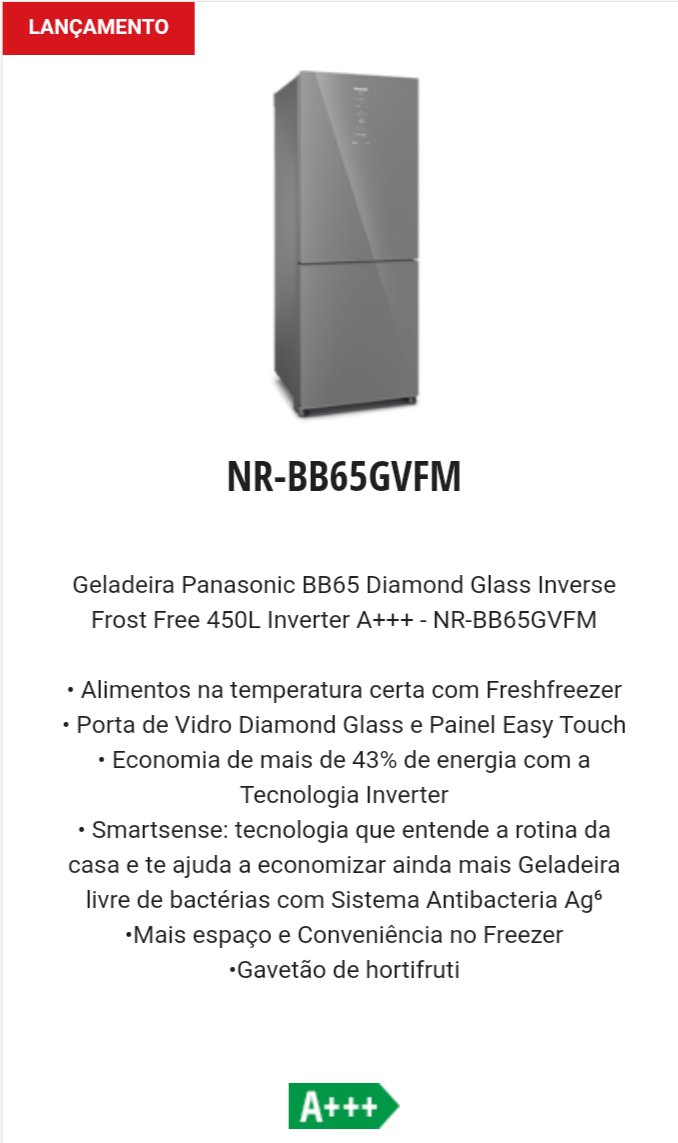 LANÇAMENTO
NR-BB65GVFM
Geladeira Panasonic BB65 Diamond Glass Inverse
Frost Free 450L Inverter A+++ - NR-BB65GVFM
• Alimentos na temperatura certa com Freshfreezer
• Porta de Vidro Diamond Glass e Painel Easy Touch
• Economia de mais de 43% de energia com a
Tecnologia Inverter
• Smartsense: tecnologia que entende a rotina da
casa e te ajuda a economizar ainda mais Geladeira
livre de bactérias com Sistema Antibacteria Ag⁶
•Mais espaço e Conveniência no Freezer
•Gavetão de hortifruti
A+++